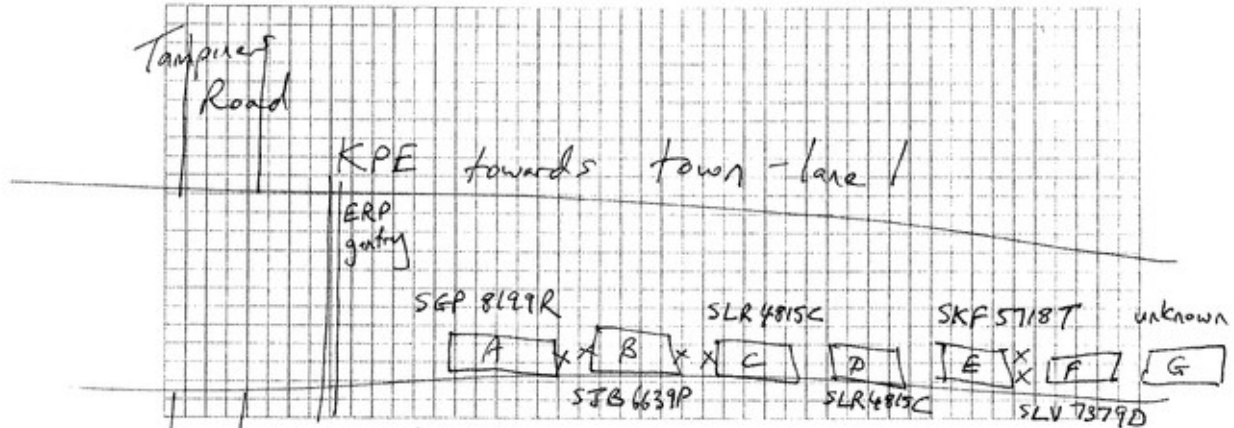 Tampines
Road
KPE towards town - lane 1
ERP
gantry
SGP 8199R
SLR 4815C
SKF 5718T
unknown
A x x B x x C D E x x F G
SJB 6639P
SLR 4815C
SLV 7379D